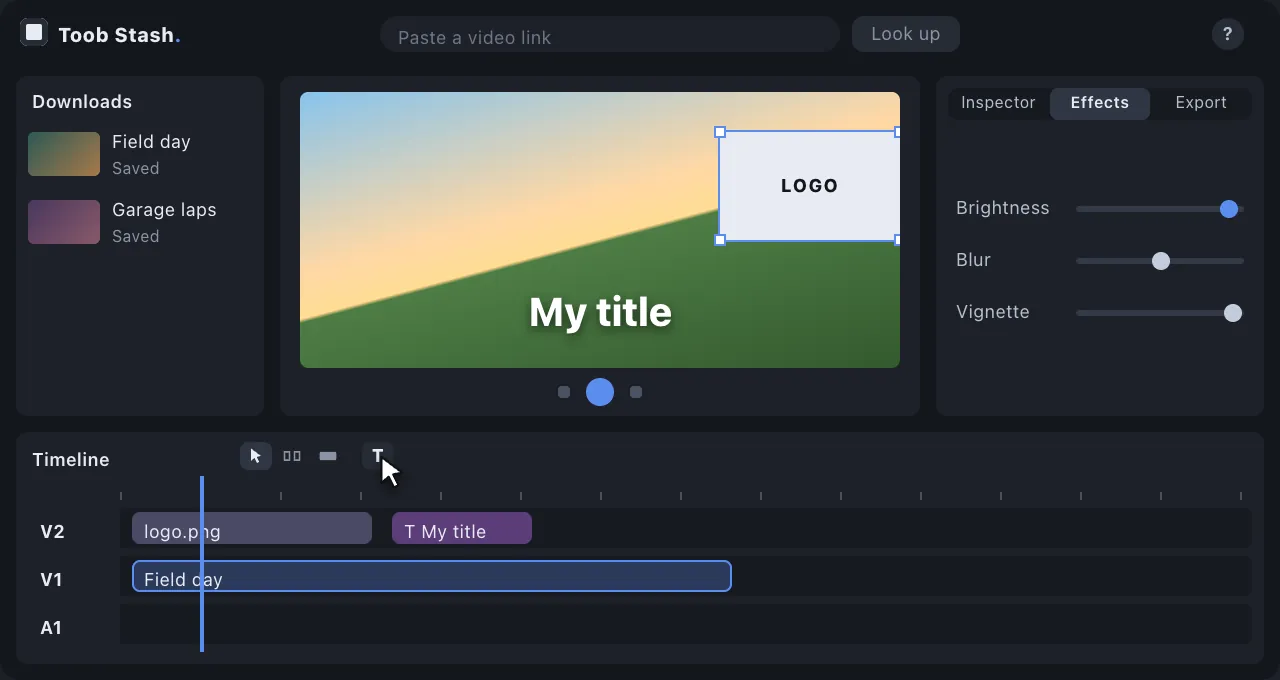 Toob Stash.
Paste a video link
Look up
?
Downloads
Field day
Saved
Garage laps
Saved
LOGO
My title
Inspector
Effects
Export
Brightness
Blur
Vignette
Timeline
T
V2
logo.png
T My title
V1
Field day
A1